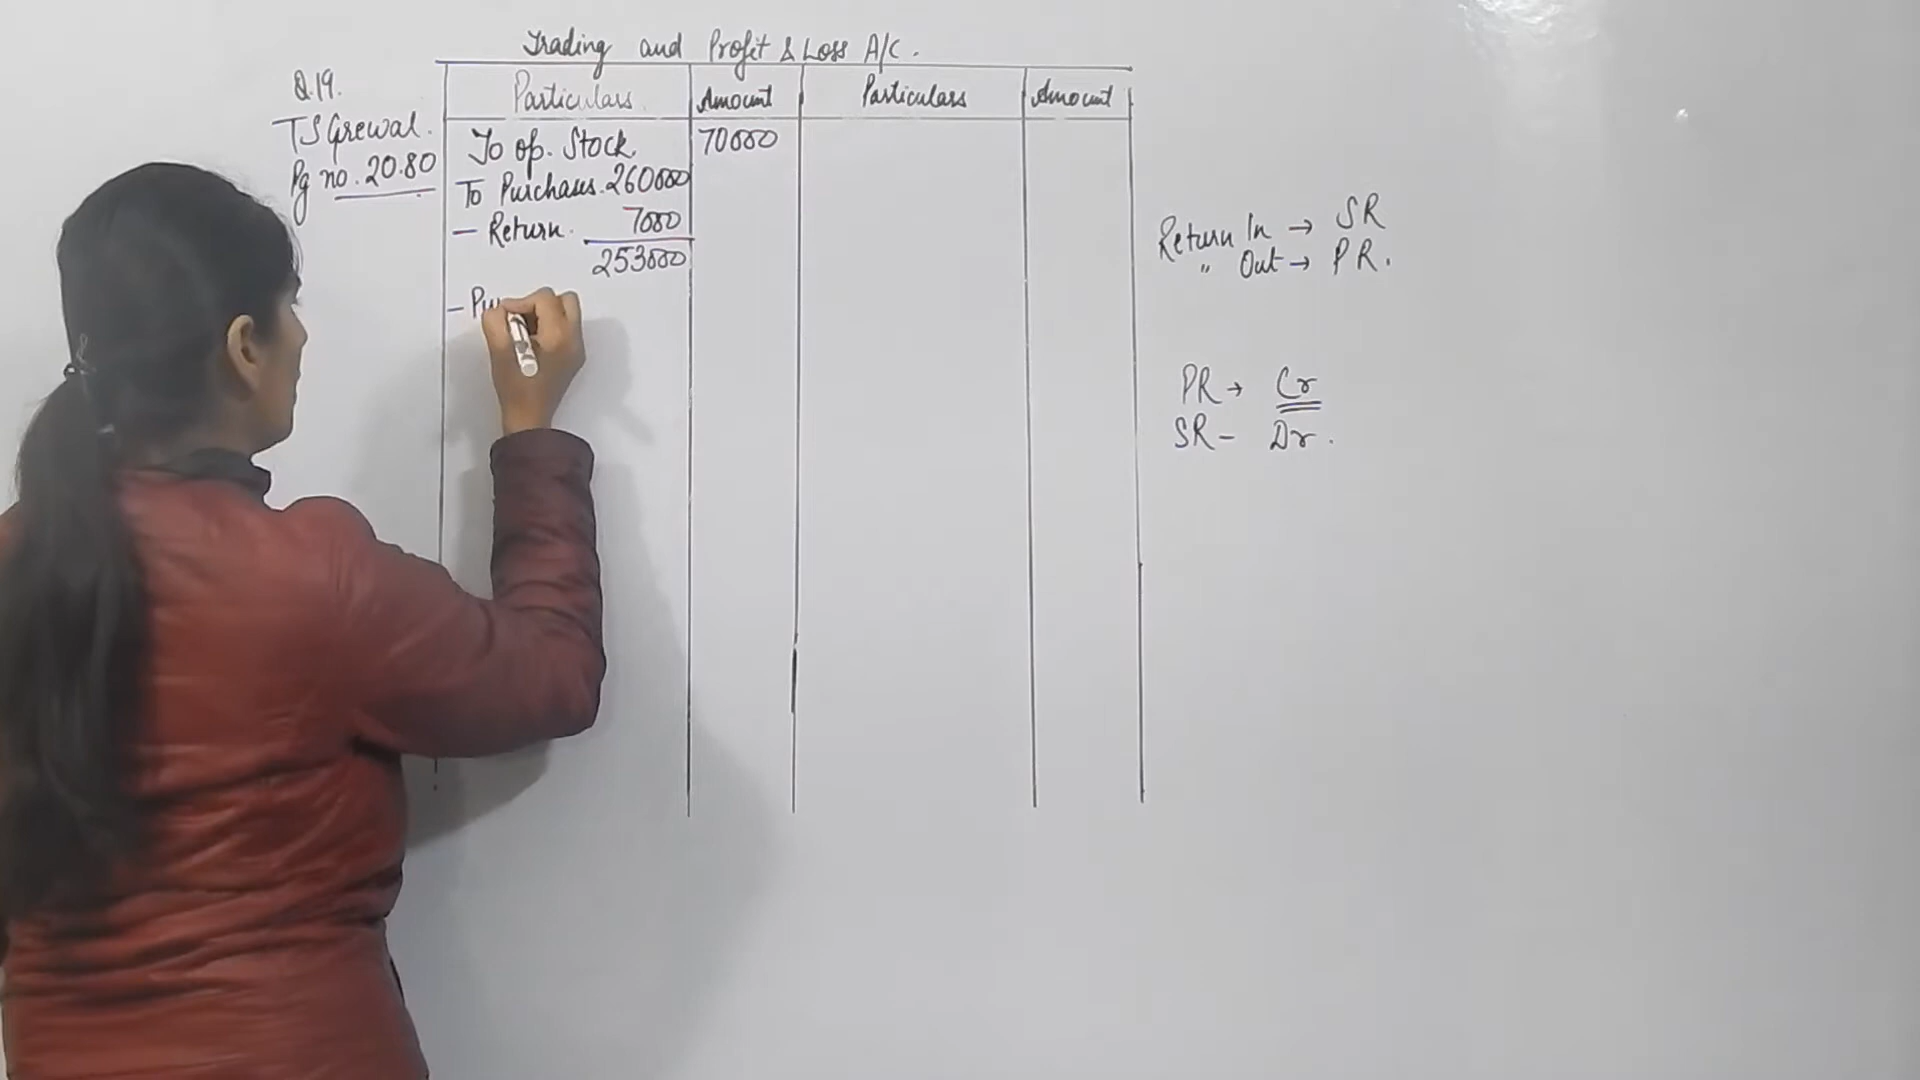 Trading and Profit & Loss A/C.
Q.19.
TS Grewal.
Pg no. 20.80
Particulars. Amount Particulars Amount
To op. Stock. 70000
To Purchases. 260000
- Return. 7000
253000
- Pu
Return In → SR
" Out → PR.
PR → Cr
SR - Dr.